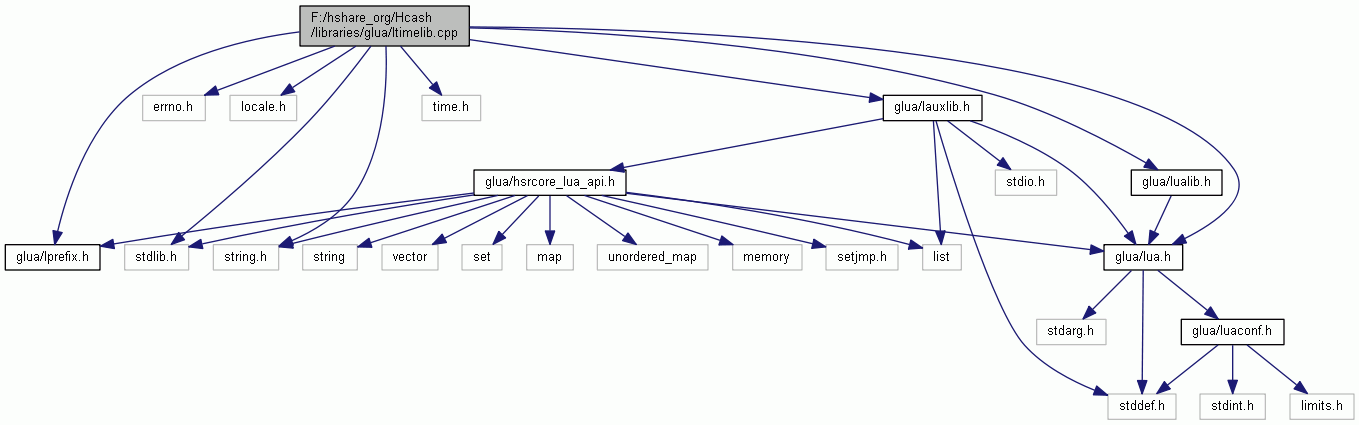 F:/hshare_org/Hcash
/libraries/glua/ltimelib.cpp
errno.h
locale.h
time.h
glua/lauxlib.h
glua/hsrcore_lua_api.h
stdio.h
glua/lualib.h
glua/lprefix.h
stdlib.h
string.h
string
vector
set
map
unordered_map
memory
setjmp.h
list
glua/lua.h
stdarg.h
glua/luaconf.h
stddef.h
stdint.h
limits.h